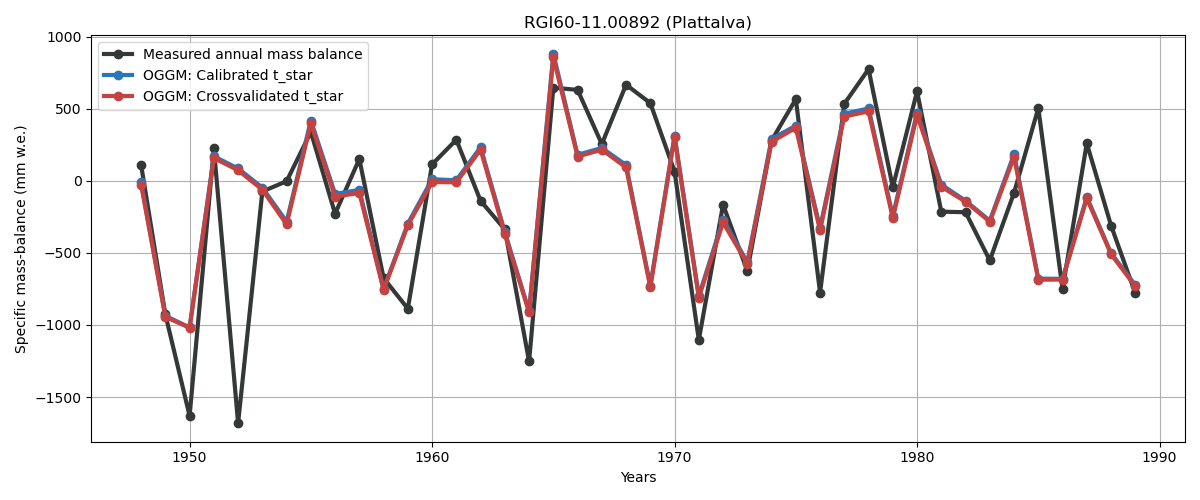 RGI60-11.00892 (Plattalva)
Measured annual mass balance
OGGM: Calibrated t_star
OGGM: Crossvalidated t_star
Specific mass-balance (mm w.e.)
1000
500
0
−500
−1000
−1500
1950 1960 1970 1980 1990
Years